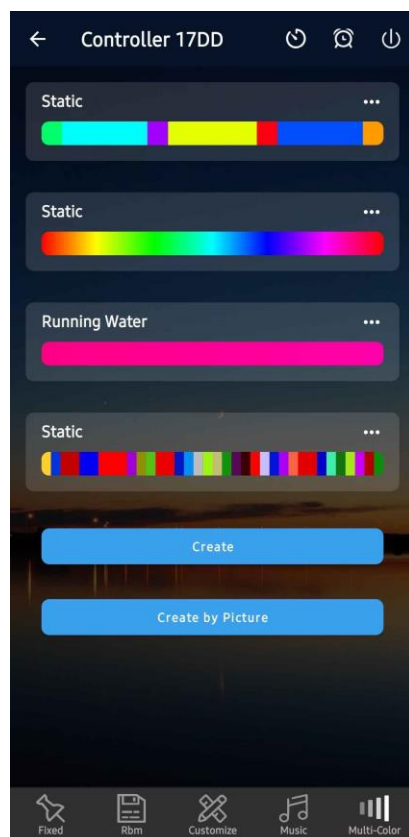 Controller 17DD
Static
Static
Running Water
Static
Create
Create by Picture
Fixed Rbm Customize Music Multi-Color